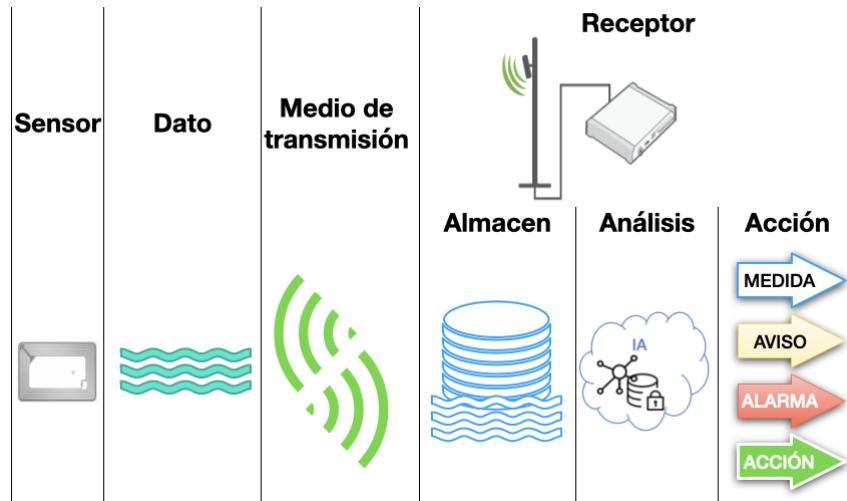 Receptor
Sensor
Dato
Medio de
transmisión
Almacen
Análisis
Acción
IA
MEDIDA
AVISO
ALARMA
ACCIÓN